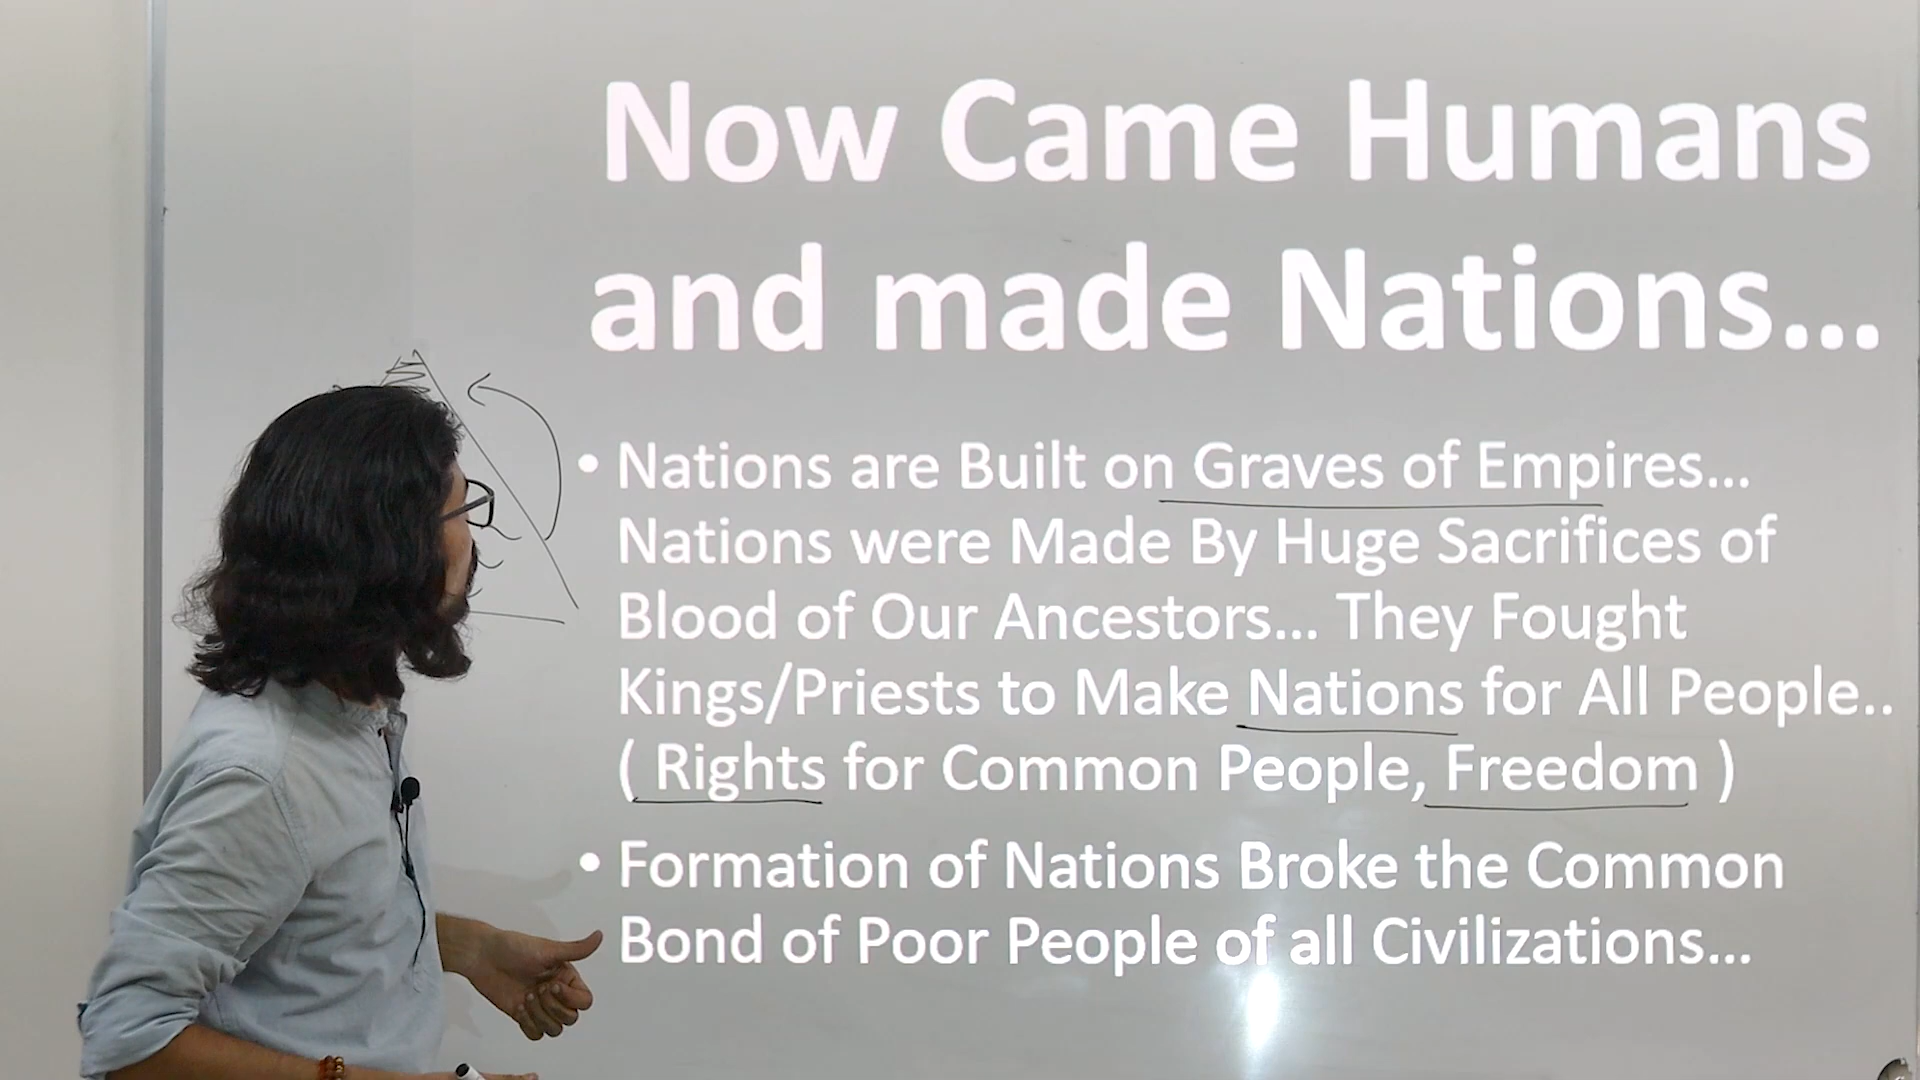 Now Came Humans
and made Nations...
• Nations are Built on Graves of Empires...
Nations were Made By Huge Sacrifices of
Blood of Our Ancestors... They Fought
Kings/Priests to Make Nations for All People..
( Rights for Common People, Freedom )
• Formation of Nations Broke the Common
Bond of Poor People of all Civilizations...